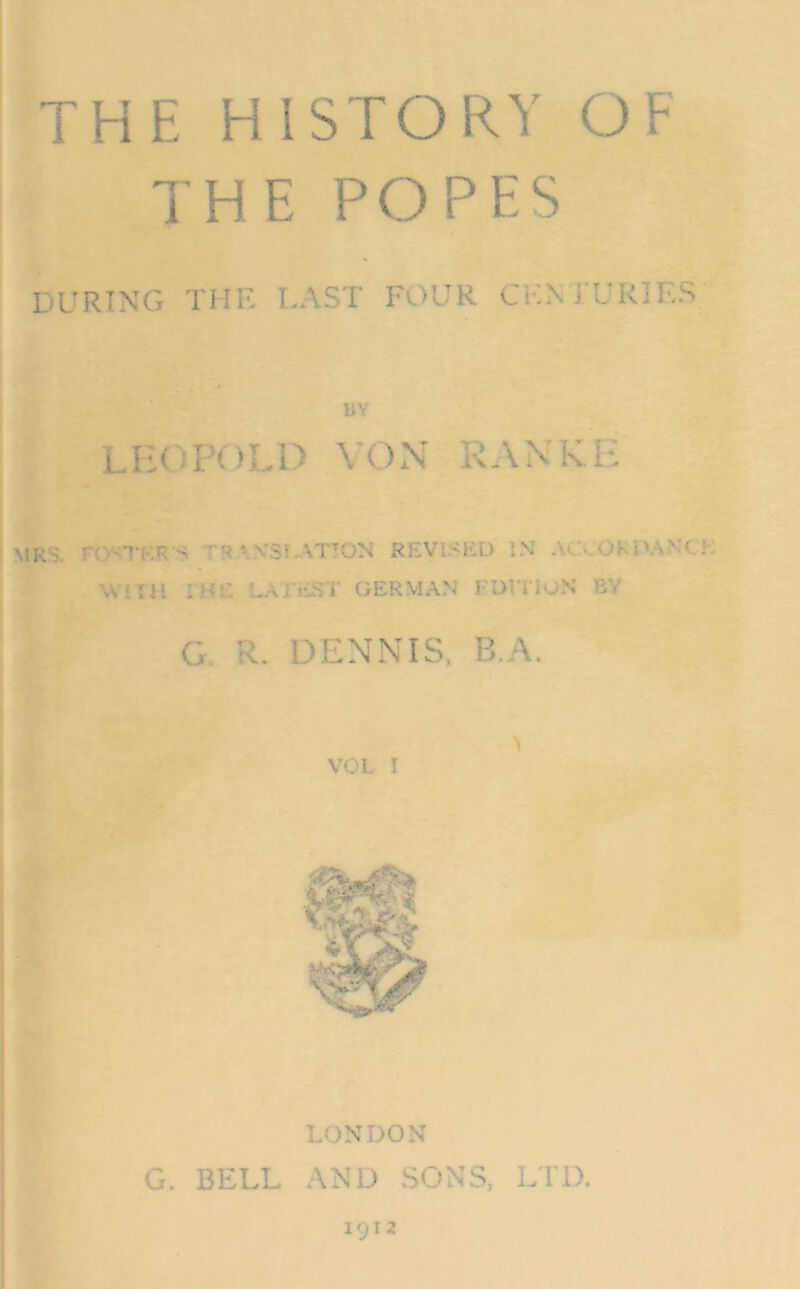 THE HISTORY OF
THE POPES
DURING THE LAST FOUR CENTURIES
BY
LEOPOLD VON RANKE
MRS. FOSTER'S TRANSLATION REVISED IN ACCORDANCE
WITH THE LATEST GERMAN EDITION BY
G. R. DENNIS, B.A.
VOL I
LONDON
G. BELL AND SONS, LTD.
1912